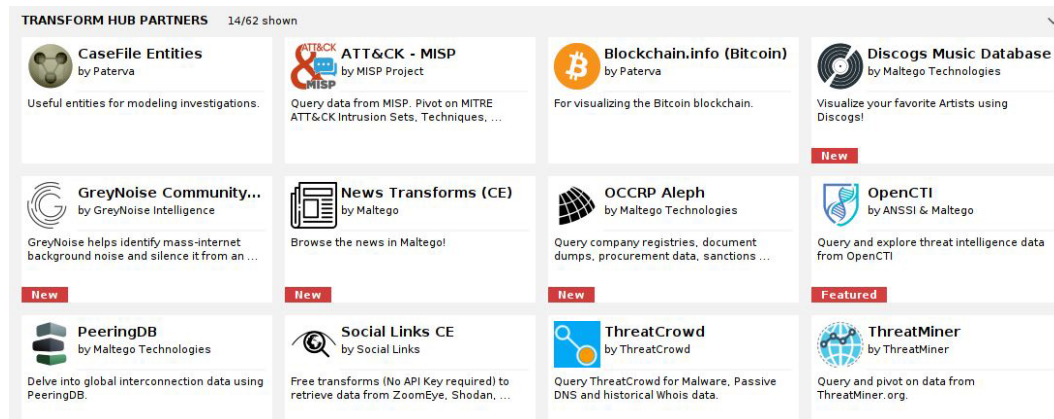 TRANSFORM HUB PARTNERS 14/62 shown
CaseFile Entities
by Paterva
Useful entities for modeling investigations.
ATT&CK
MISP
ATT&CK - MISP
by MISP Project
Query data from MISP. Pivot on MITRE
ATT&CK Intrusion Sets, Techniques, ...
Blockchain.info (Bitcoin)
by Paterva
For visualizing the Bitcoin blockchain.
Discogs Music Database
by Maltego Technologies
Visualize your favorite Artists using
Discogs!
New
GreyNoise Community...
by GreyNoise Intelligence
GreyNoise helps identify mass-internet
background noise and silence it from an ...
New
News Transforms (CE)
by Maltego
Browse the news in Maltego!
New
OCCRP Aleph
by Maltego Technologies
Query company registries, document
dumps, procurement data, sanctions ...
New
OpenCTI
by ANSSI & Maltego
Query and explore threat intelligence data
from OpenCTI
Featured
PeeringDB
by Maltego Technologies
Delve into global interconnection data using
PeeringDB.
Social Links CE
by Social Links
Free transforms (No API Key required) to
retrieve data from ZoomEye, Shodan, ...
ThreatCrowd
by ThreatCrowd
Query ThreatCrowd for Malware, Passive
DNS and historical Whois data.
ThreatMiner
by ThreatMiner
Query and pivot on data from
ThreatMiner.org.